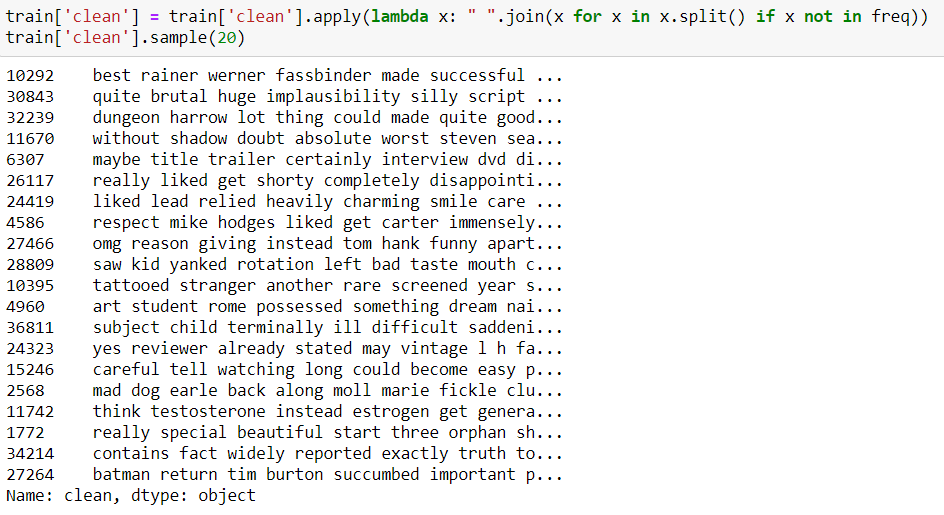 train['clean'] = train['clean'].apply(lambda x: " ".join(x for x in x.split() if x not in freq))
train['clean'].sample(20)
10292 best rainer werner fassbinder made successful ...
30843 quite brutal huge implausibility silly script ...
32239 dungeon harrow lot thing could made quite good...
11670 without shadow doubt absolute worst steven sea...
6307 maybe title trailer certainly interview dvd di...
26117 really liked get shorty completely disappointi...
24419 liked lead relied heavily charming smile care ...
4586 respect mike hodges liked get carter immensely...
27466 omg reason giving instead tom hank funny apart...
28809 saw kid yanked rotation left bad taste mouth c...
10395 tattooed stranger another rare screened year s...
4960 art student rome possessed something dream nai...
36811 subject child terminally ill difficult saddeni...
24323 yes reviewer already stated may vintage l h fa...
15246 careful tell watching long could become easy p...
2568 mad dog earle back along moll marie fickle clu...
11742 think testosterone instead estrogen get genera...
1772 really special beautiful start three orphan sh...
34214 contains fact widely reported exactly truth to...
27264 batman return tim burton succumbed important p...
Name: clean, dtype: object